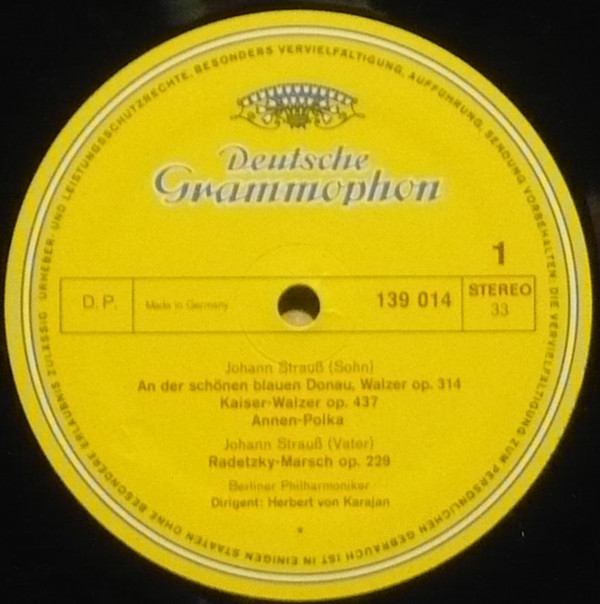 URHEBER- UND LEISTUNGSSCHUTZRECHTE, BESONDERS VERVIELFÄLTIGUNG, AUFFÜHRUNG, SENDUNG VORBEHALTEN. DIE VERVIELFÄLTIGUNG ZUM PERSÖNLICHEN GEBRAUCH IST IN EINIGEN STAATEN OHNE BESONDERE ERLAUBNIS ZULÄSSIG.
Deutsche
Grammophon
1
D.P.
Made in Germany
139 014
STEREO
33
Johann Strauß (Sohn)
An der schönen blauen Donau, Walzer op. 314
Kaiser-Walzer op. 437
Annen-Polka
Johann Strauß (Vater)
Radetzky-Marsch op. 229
Berliner Philharmoniker
Dirigent: Herbert von Karajan
*